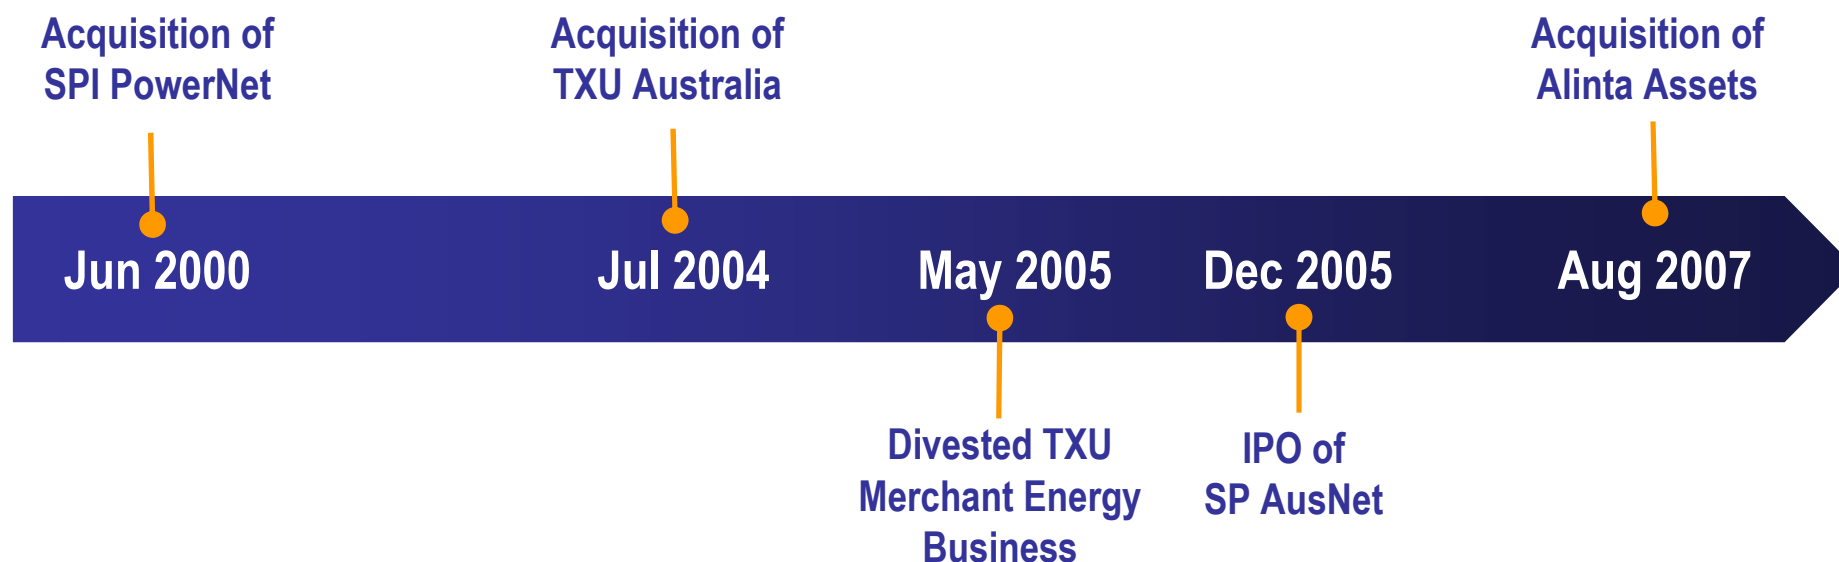 Acquisition of
SPI PowerNet
Acquisition of
TXU Australia
Acquisition of
Alinta Assets
Jun 2000
Jul 2004
May 2005
Dec 2005
Aug 2007
Divested TXU
Merchant Energy
Business
IPO of
SP AusNet